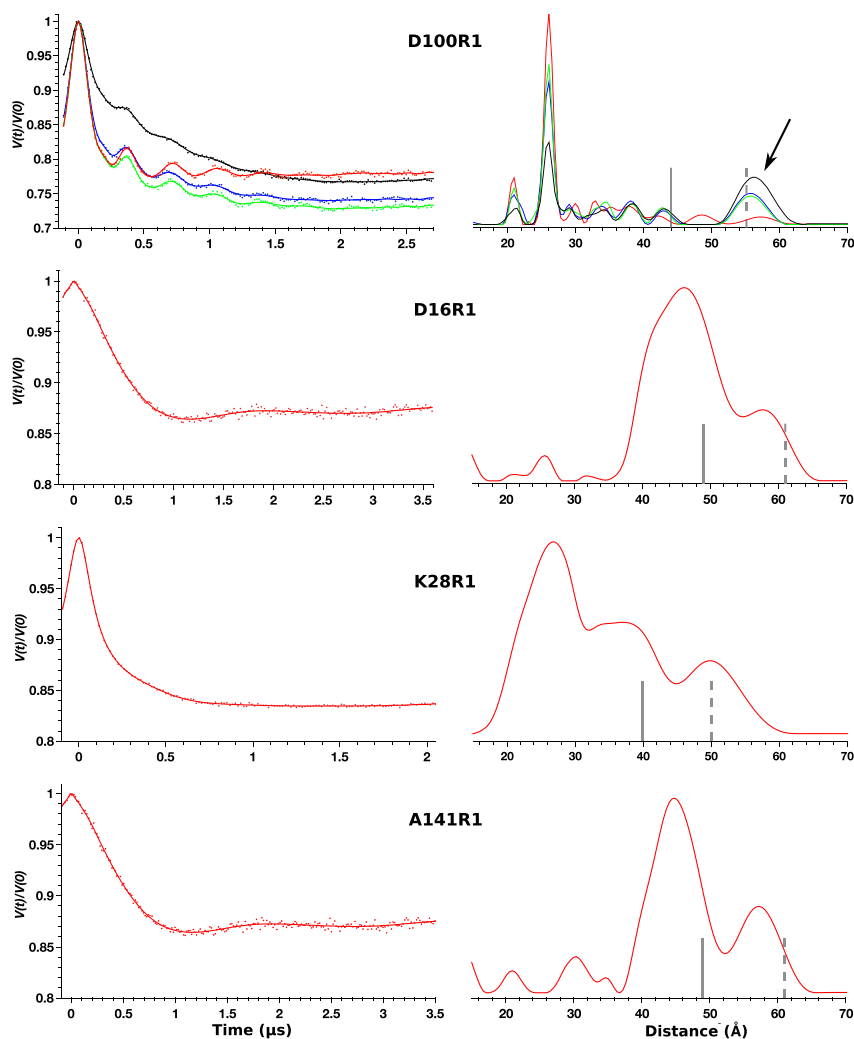 D100R1
V(t)/V(0)
1
0.95
0.9
0.85
0.8
0.75
0.7
0 0.5 1 1.5 2 2.5
20 30 40 50 60 70
D16R1
V(t)/V(0)
1
0.95
0.9
0.85
0.8
0 0.5 1 1.5 2 2.5 3 3.5
20 30 40 50 60 70
K28R1
V(t)/V(0)
1
0.95
0.9
0.85
0.8
0 0.5 1 1.5 2
20 30 40 50 60 70
A141R1
V(t)/V(0)
1
0.95
0.9
0.85
0.8
0 0.5 1 1.5 2 2.5 3 3.5
20 30 40 50 60 70
Time (µs)
Distance (Å)